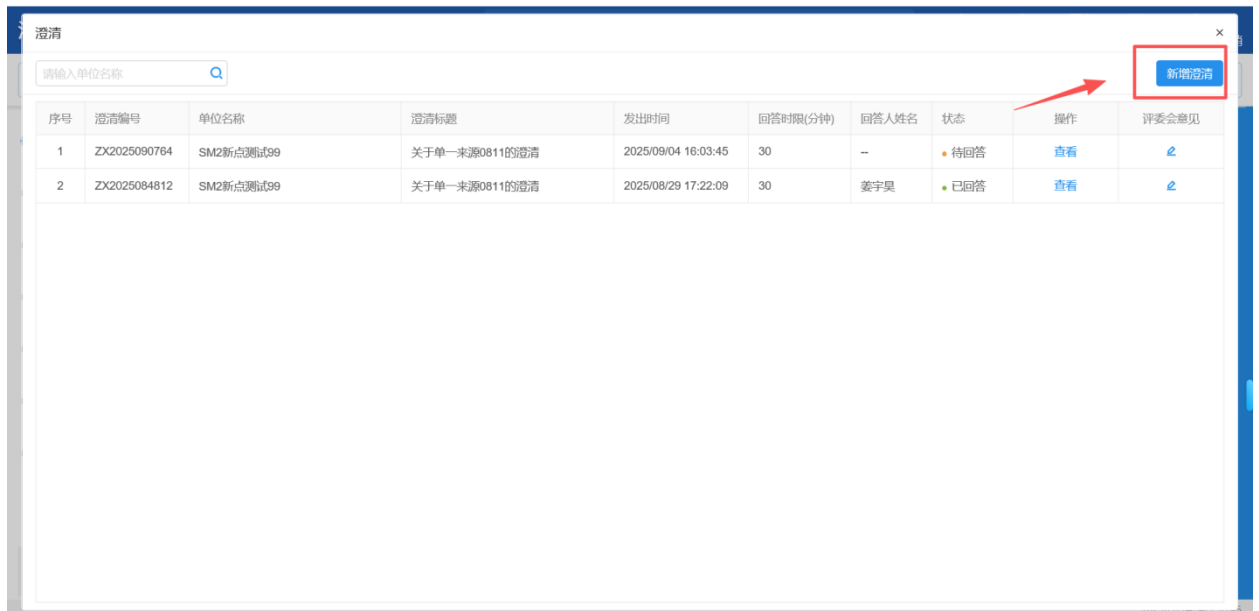 澄清
×
请输入单位名称
新增澄清
序号 澄清编号 单位名称 澄清标题 发出时间 回答时限(分钟) 回答人姓名 状态 操作 评委会意见
1 ZX2025090764 SM2新点测试99 关于单一来源0811的澄清 2025/09/04 16:03:45 30 -- 待回答 查看
2 ZX2025084812 SM2新点测试99 关于单一来源0811的澄清 2025/08/29 17:22:09 30 姜宇昊 已回答 查看